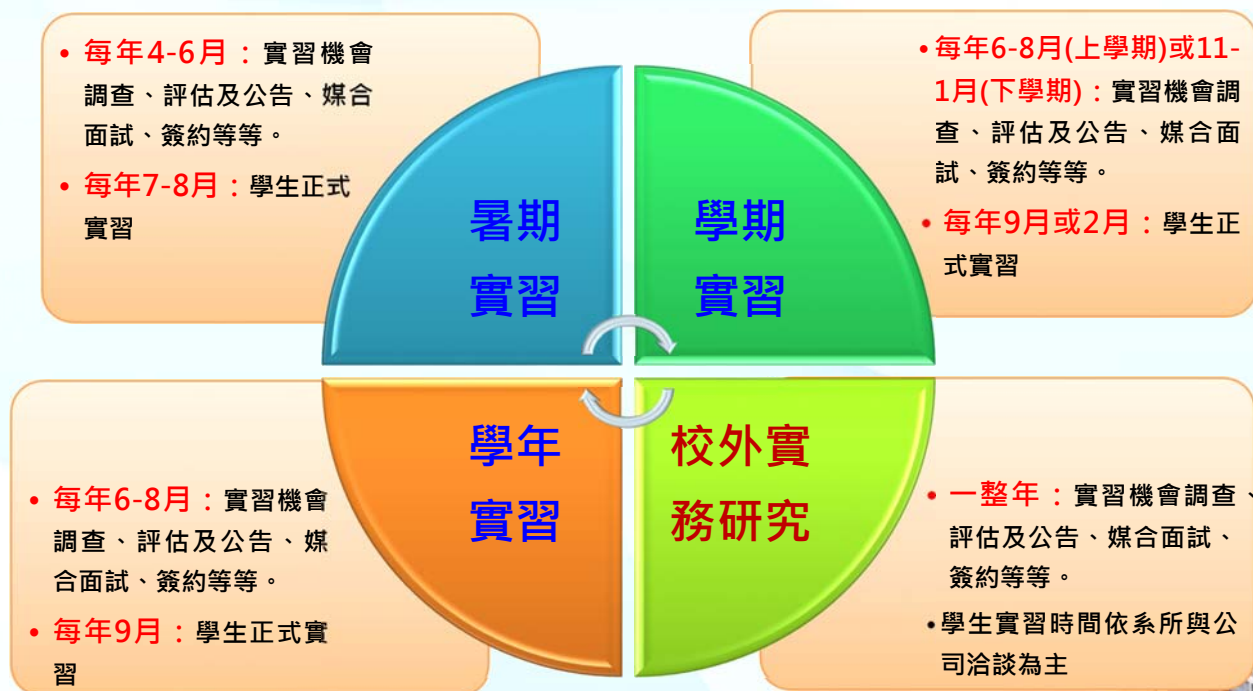 • 每年4-6月：實習機會
調查、評估及公告、媒合
面試、簽約等等。
• 每年7-8月：學生正式
實習
• 每年6-8月(上學期)或11-
1月(下學期)：實習機會調
查、評估及公告、媒合面
試、簽約等等。
• 每年9月或2月：學生正
式實習
暑期
實習
學期
實習
學年
實習
校外實
務研究
• 每年6-8月：實習機會
調查、評估及公告、媒
合面試、簽約等等。
• 每年9月：學生正式實
習
• 一整年：實習機會調查、
評估及公告、媒合面試、
簽約等等。
• 學生實習時間依系所與公
司洽談為主